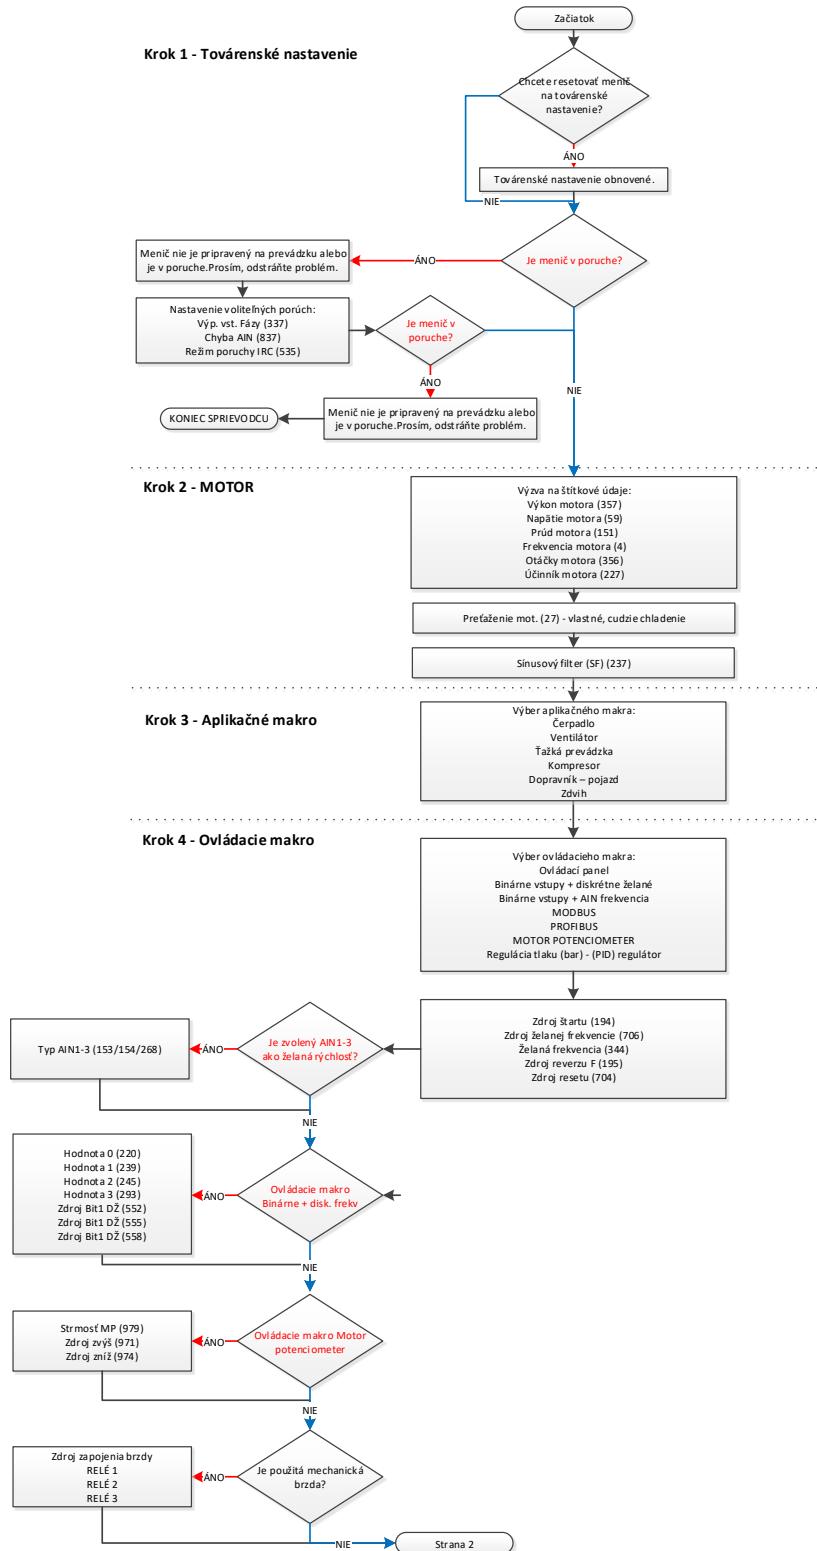 Začiatok
Krok 1 - Továrenské nastavenie
Chcete resetovať menič
na továrenské
nastavenie?
ÁNO
Továrenské nastavenie obnovené.
NIE
Menič nie je pripravený na prevádzku alebo
je v poruche.Prosím, odstráňte problém.
ÁNO
Je menič v poruche?
Nastavenie voliteľných porúch:
Výp. vst. Fázy (337)
Chyba AIN (837)
Režim poruchy IRC (535)
Je menič v
poruche?
ÁNO
NIE
Menič nie je pripravený na prevádzku alebo
je v poruche.Prosím, odstráňte problém.
KONIEC SPRIEVODCU
Krok 2 - MOTOR
Výzva na štítkové údaje:
Výkon motora (357)
Napätie motora (59)
Prúd motora (151)
Frekvencia motora (4)
Otáčky motora (356)
Účinník motora (227)
Preťaženie mot. (27) - vlastné, cudzie chladenie
Sínusový filter (SF) (237)
Krok 3 - Aplikačné makro
Výber aplikačného makra:
Čerpadlo
Ventilátor
Ťažká prevádzka
Kompresor
Dopravník – pojazd
Zdvih
Krok 4 - Ovládacie makro
Výber ovládacieho makra:
Ovládací panel
Binárne vstupy + diskrétne želané
Binárne vstupy + AIN frekvencia
MODBUS
PROFIBUS
MOTOR POTENCIOMETER
Regulácia tlaku (bar) - (PID) regulátor
Zdroj štartu (194)
Zdroj želanej frekvencie (706)
Želaná frekvencia (344)
Zdroj reverzu F (195)
Zdroj resetu (704)
Je zvolený AIN1-3
ako želaná rýchlosť?
ÁNO
Typ AIN1-3 (153/154/268)
NIE
Hodnota 0 (220)
Hodnota 1 (239)
Hodnota 2 (245)
Hodnota 3 (293)
Zdroj Bit1 DŽ (552)
Zdroj Bit1 DŽ (555)
Zdroj Bit1 DŽ (558)
ÁNO
Ovládacie makro
Binárne + disk. frekv
NIE
Strmosť MP (979)
Zdroj zvýš (971)
Zdroj zníž (974)
ÁNO
Ovládacie makro Motor
potenciometer
NIE
Zdroj zapojenia brzdy
RELÉ 1
RELÉ 2
RELÉ 3
ÁNO
Je použitá mechanická
brzda?
NIE
Strana 2